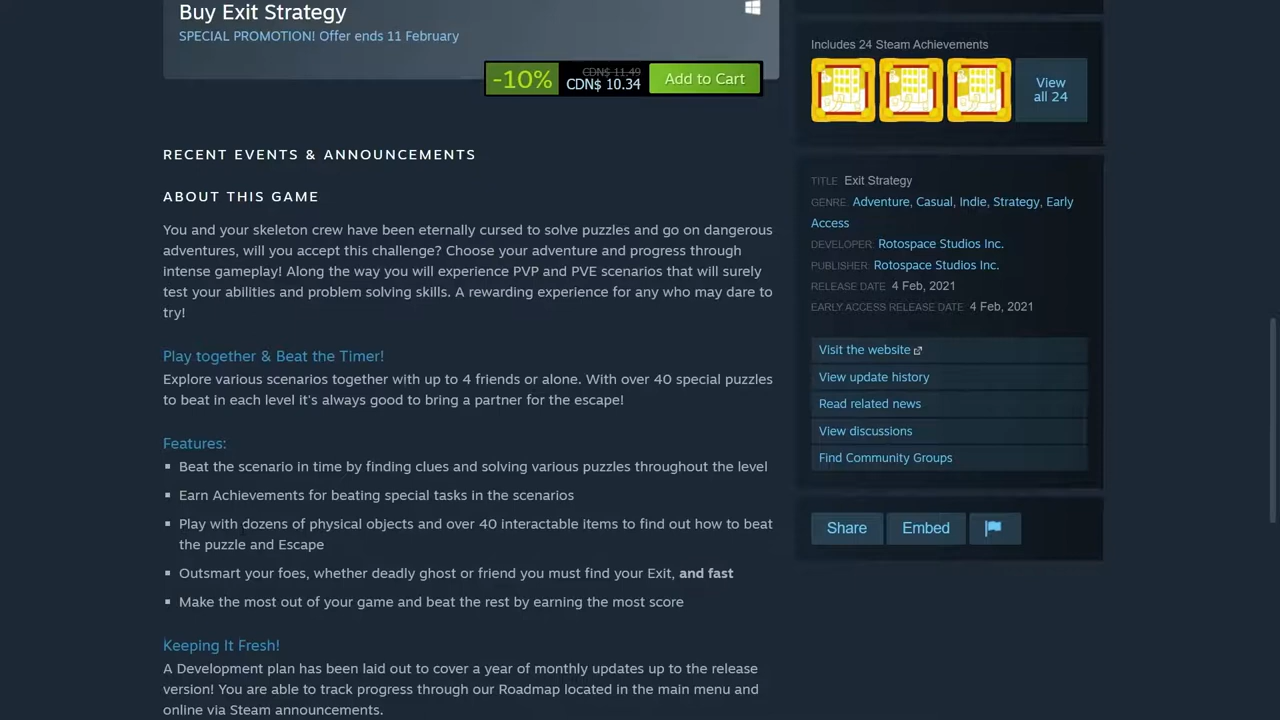 Buy Exit Strategy
SPECIAL PROMOTION! Offer ends 11 February
-10%
CDN$ 11.49
CDN$ 10.34
Add to Cart
RECENT EVENTS & ANNOUNCEMENTS
ABOUT THIS GAME
You and your skeleton crew have been eternally cursed to solve puzzles and go on dangerous
adventures, will you accept this challenge? Choose your adventure and progress through
intense gameplay! Along the way you will experience PVP and PVE scenarios that will surely
test your abilities and problem solving skills. A rewarding experience for any who may dare to
try!
Play together & Beat the Timer!
Explore various scenarios together with up to 4 friends or alone. With over 40 special puzzles
to beat in each level it's always good to bring a partner for the escape!
Features:
Beat the scenario in time by finding clues and solving various puzzles throughout the level
Earn Achievements for beating special tasks in the scenarios
Play with dozens of physical objects and over 40 interactable items to find out how to beat
the puzzle and Escape
Outsmart your foes, whether deadly ghost or friend you must find your Exit, and fast
Make the most out of your game and beat the rest by earning the most score
Keeping It Fresh!
A Development plan has been laid out to cover a year of monthly updates up to the release
version! You are able to track progress through our Roadmap located in the main menu and
online via Steam announcements.
Includes 24 Steam Achievements
View
all 24
TITLE: Exit Strategy
GENRE: Adventure, Casual, Indie, Strategy, Early
Access
DEVELOPER: Rotospace Studios Inc.
PUBLISHER: Rotospace Studios Inc.
RELEASE DATE: 4 Feb, 2021
EARLY ACCESS RELEASE DATE: 4 Feb, 2021
Visit the website
View update history
Read related news
View discussions
Find Community Groups
Share
Embed